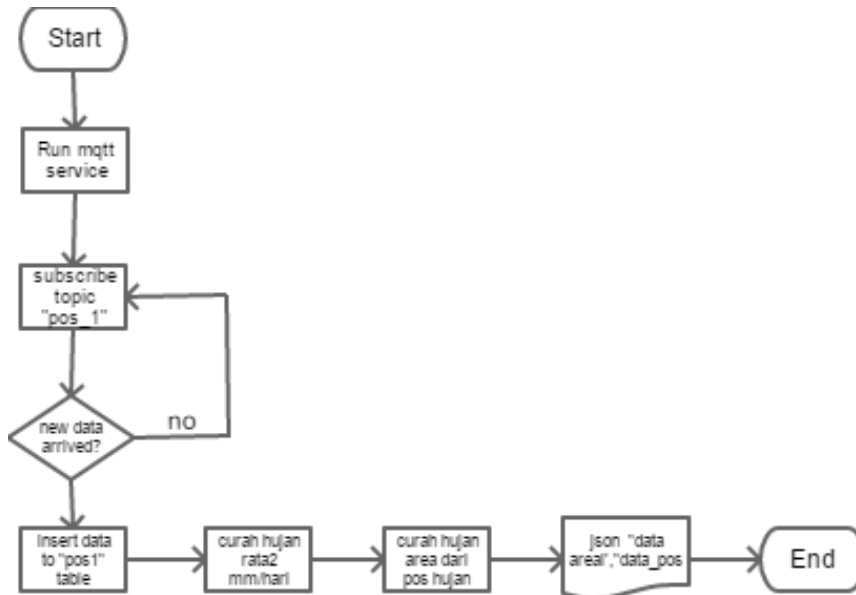 Start
Run mqtt
service
subscribe
topic
"pos_1"
new data
arrived?
no
Insert data
to "pos1"
table
curah hujan
rata2
mm/hari
curah hujan
area dari
pos hujan
json "data
areal","data_pos
End